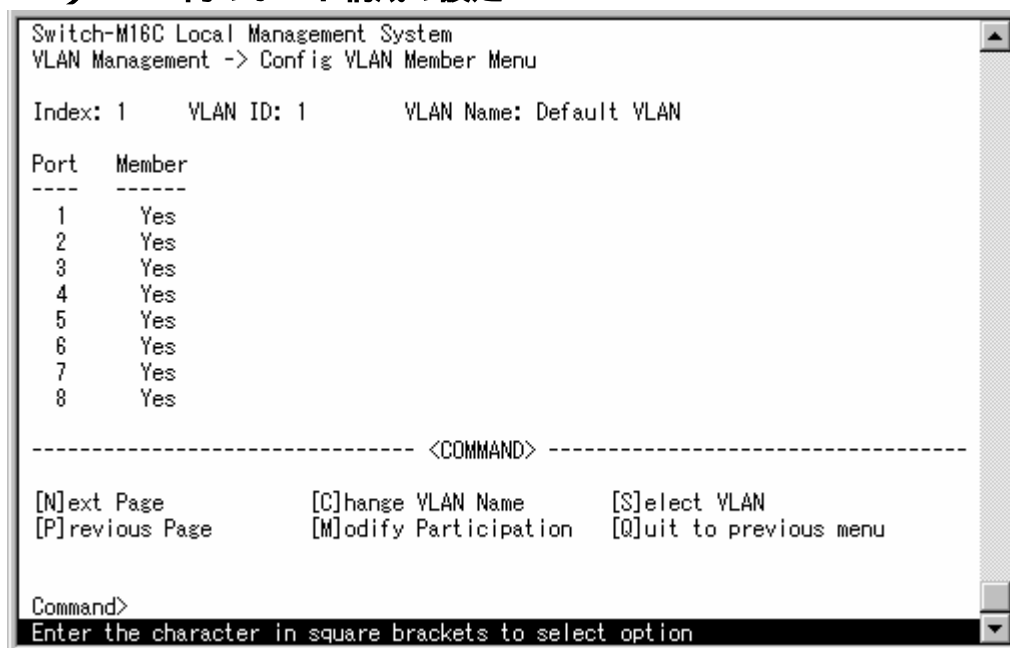 Switch-M16C Local Management System
VLAN Management -> Config VLAN Member Menu
Index: 1 VLAN ID: 1 VLAN Name: Default VLAN
Port Member
---- ------
1 Yes
2 Yes
3 Yes
4 Yes
5 Yes
6 Yes
7 Yes
8 Yes
-------------------------------- <COMMAND> -----------------------------------
[N]ext Page [C]hange VLAN Name [S]elect VLAN
[P]revious Page [M]odify Participation [Q]uit to previous menu
Command>
Enter the character in square brackets to select option